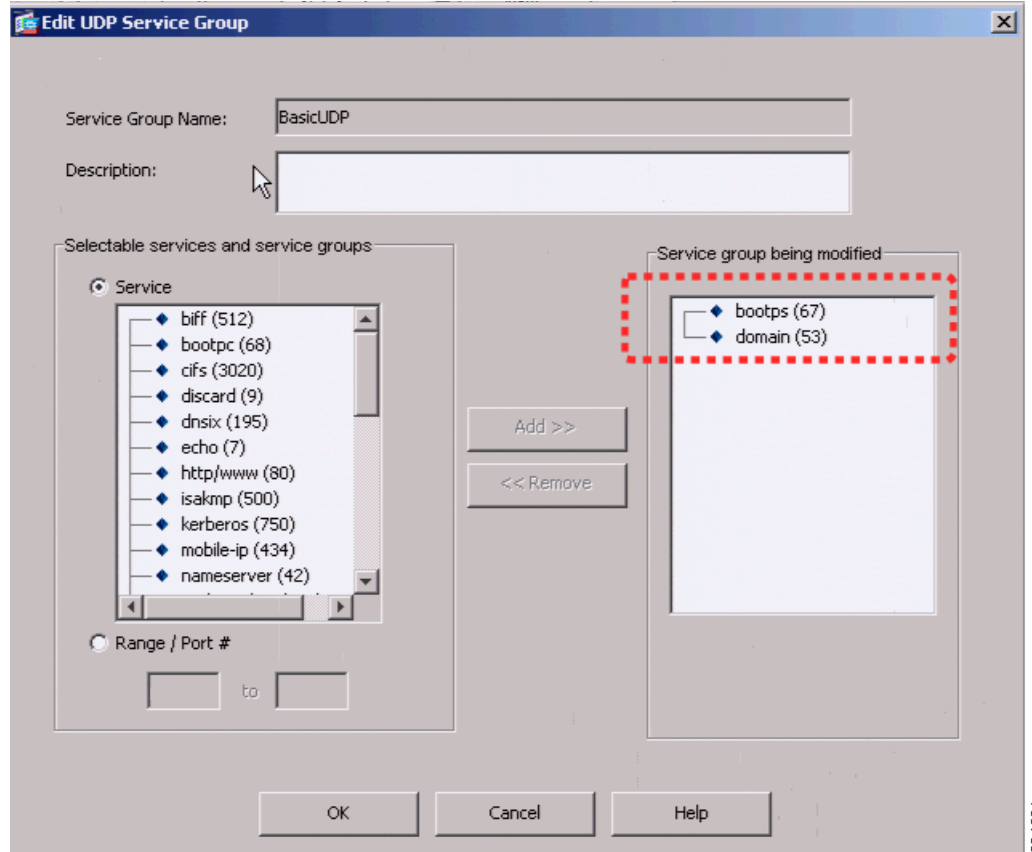 Edit UDP Service Group
Service Group Name: BasicUDP
Description:
Selectable services and service groups
Service
biff (512)
bootpc (68)
cifs (3020)
discard (9)
dnsix (195)
echo (7)
http/www (80)
isakmp (500)
kerberos (750)
mobile-ip (434)
nameserver (42)
Range / Port #
to
Add >>
<< Remove
Service group being modified
bootps (67)
domain (53)
OK
Cancel
Help